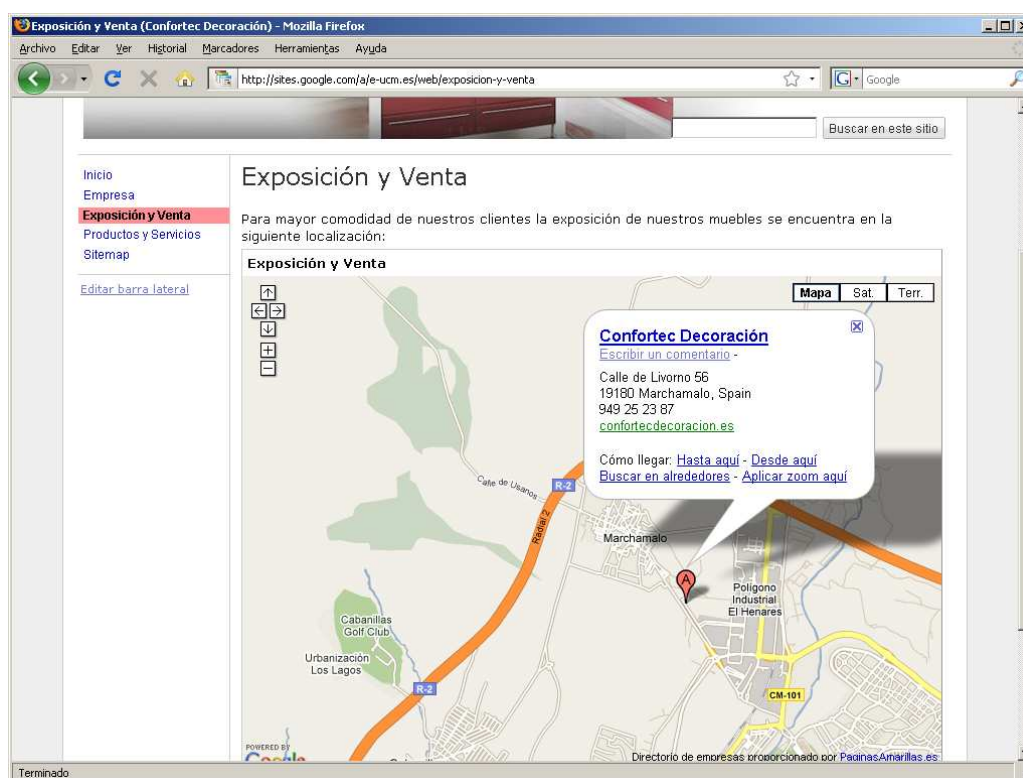 Exposición y Venta (Confortec Decoración) - Mozilla Firefox
Archivo Editar Ver Historial Marcadores Herramientas Ayuda
http://sites.google.com/a/e-ucm.es/web/exposicion-y-venta
G Google
Buscar en este sitio
Inicio
Empresa
Exposición y Venta
Productos y Servicios
Sitemap
Editar barra lateral
Exposición y Venta
Para mayor comodidad de nuestros clientes la exposición de nuestros muebles se encuentra en la
siguiente localización:
Exposición y Venta
Mapa Sat. Terr.
Confortec Decoración
Escribir un comentario -
Calle de Livorno 56
19180 Marchamalo, Spain
949 25 23 87
confortecdecoracion.es
Cómo llegar: Hasta aquí - Desde aquí
Buscar en alrededores - Aplicar zoom aquí
Calle de Usanos
R-2
Radial 2
Marchamalo
A
Polígono
Industrial
El Henares
Cabanillas
Golf Club
Urbanización
Los Lagos
R-2
CM-101
POWERED BY
Google
Directorio de empresas proporcionado por PaginasAmarillas.es
Terminado